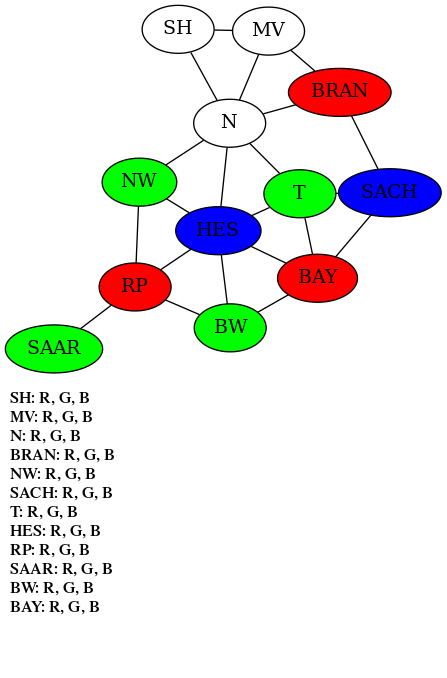 SH
MV
BRAN
N
NW
T
SACH
HES
RP
BAY
BW
SAAR
SH: R, G, B
MV: R, G, B
N: R, G, B
BRAN: R, G, B
NW: R, G, B
SACH: R, G, B
T: R, G, B
HES: R, G, B
RP: R, G, B
SAAR: R, G, B
BW: R, G, B
BAY: R, G, B